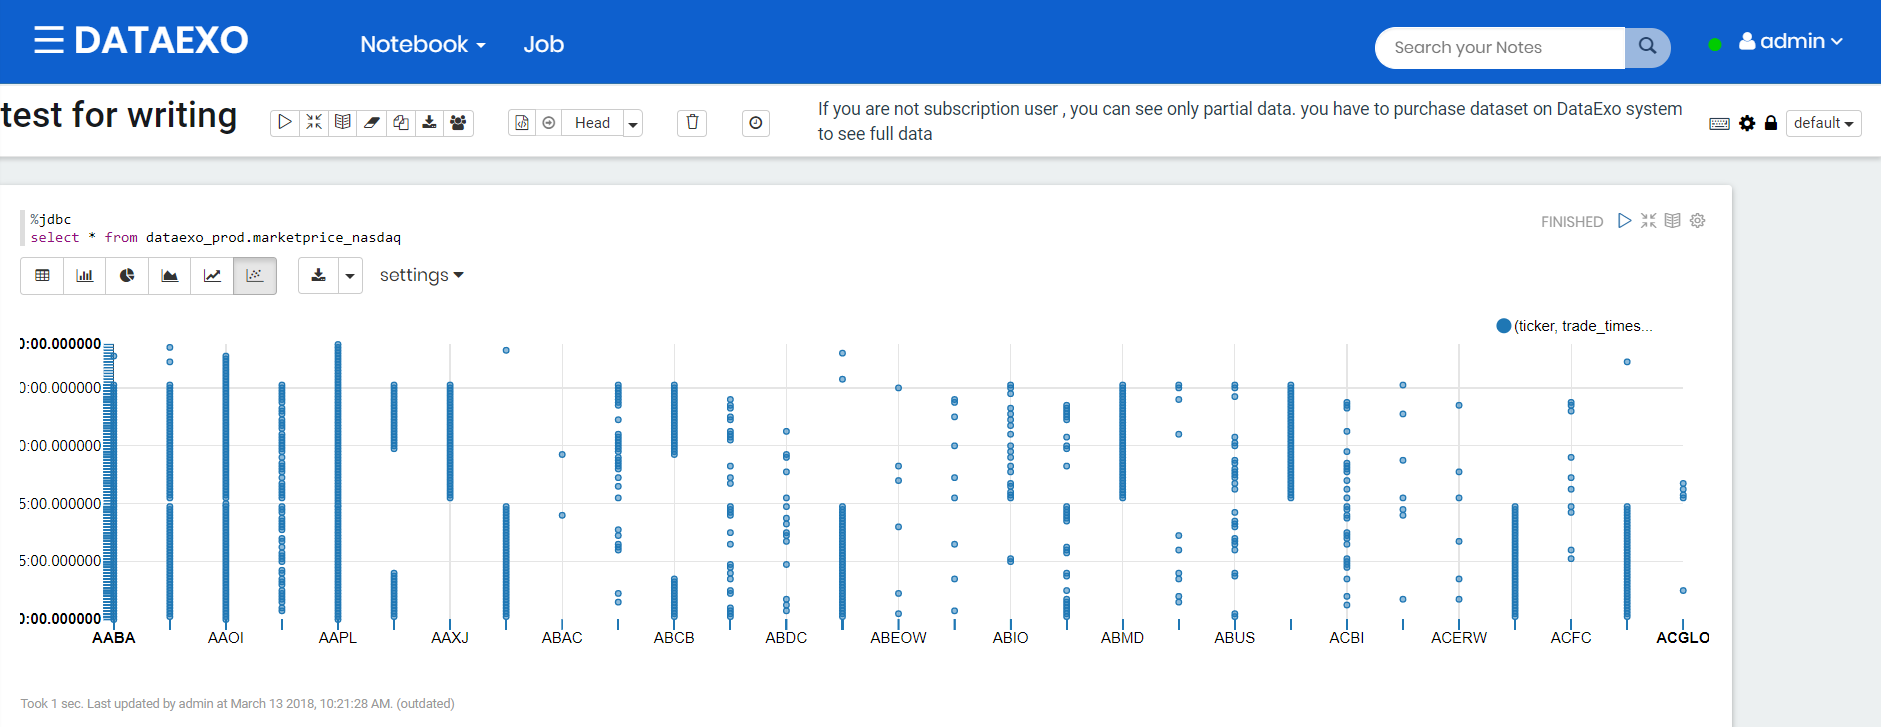 DATAEXO
Notebook
Job
Search your Notes
admin
test for writing
Head
If you are not subscription user , you can see only partial data. you have to purchase dataset on DataExo system
to see full data
default
%jdbc
select * from dataexo_prod.marketprice_nasdaq
FINISHED
settings
(ticker, trade_times...
0:00.000000
0:00.000000
0:00.000000
5:00.000000
5:00.000000
0:00.000000
AABA AAOI AAPL AAXJ ABAC ABCB ABDC ABEOW ABIO ABMD ABUS ACBI ACERW ACFC ACGLO
Took 1 sec. Last updated by admin at March 13 2018, 10:21:28 AM. (outdated)